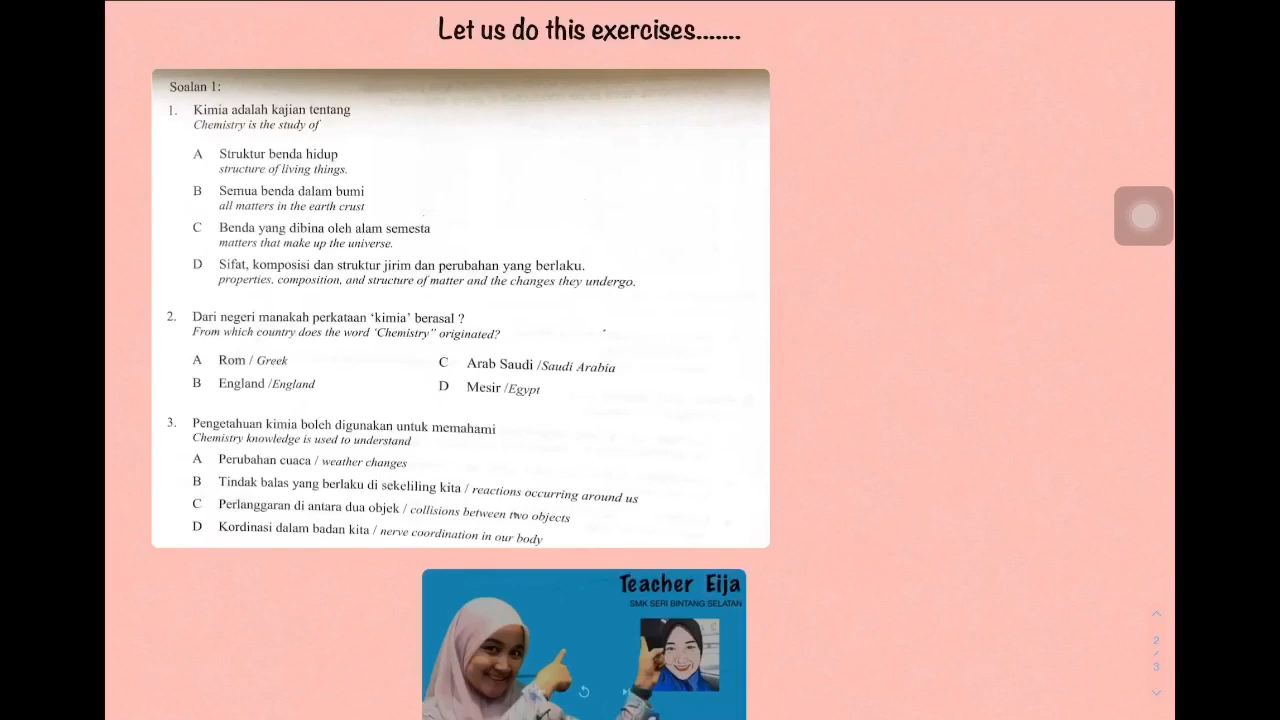 Let us do this exercises.......
Soalan 1:
1. Kimia adalah kajian tentang
Chemistry is the study of
A Struktur benda hidup
structure of living things.
B Semua benda dalam bumi
all matters in the earth crust
C Benda yang dibina oleh alam semesta
matters that make up the universe.
D Sifat, komposisi dan struktur jirim dan perubahan yang berlaku.
properties, composition, and structure of matter and the changes they undergo.
2. Dari negeri manakah perkataan ‘kimia’ berasal ?
From which country does the word ‘Chemistry” originated?
A Rom / Greek
B England /England
C Arab Saudi /Saudi Arabia
D Mesir /Egypt
3. Pengetahuan kimia boleh digunakan untuk memahami
Chemistry knowledge is used to understand
A Perubahan cuaca / weather changes
B Tindak balas yang berlaku di sekeliling kita / reactions occurring around us
C Perlanggaran di antara dua objek / collisions between two objects
D Kordinasi dalam badan kita / nerve coordination in our body
Teacher Eija
SMK SERI BINTANG SELATAN
2
/
3